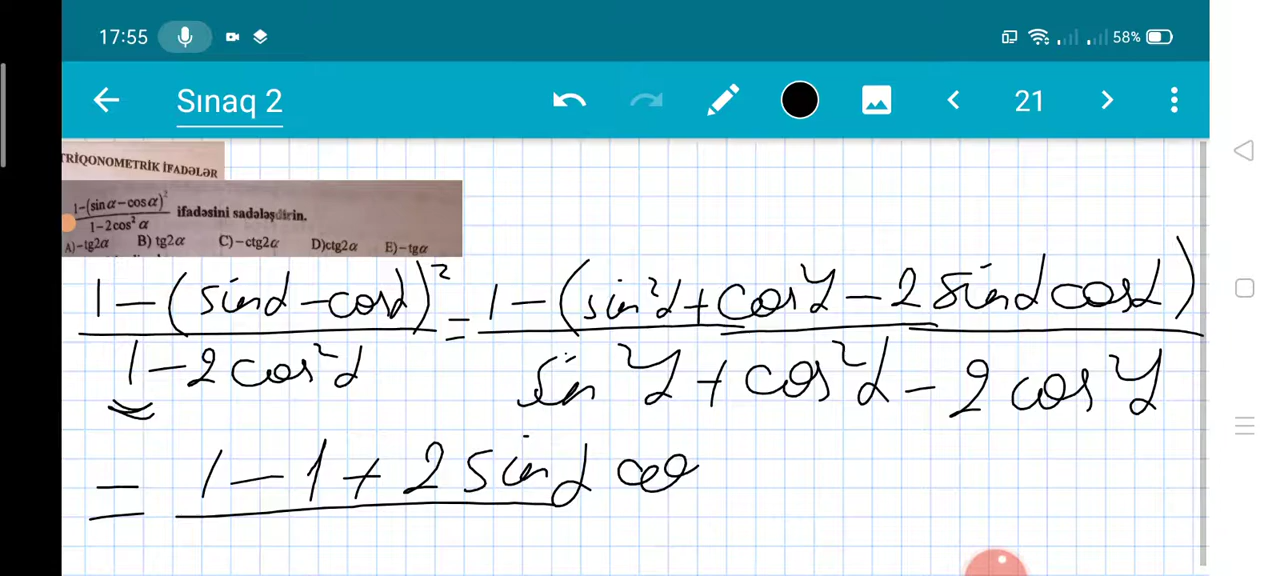 17:55 58%
Sınaq 2 21
TRİQONOMETRİK İFADƏLƏR
1-(sinα-cosα)² / 1-2cos²α ifadəsini sadələşdirin.
A)-tg2α B) tg2α C)-ctg2α D)ctg2α E)-tgα
1-(sinα-cosα)² / 1-2cos²α = 1-(sin²α+cos²α-2sinαcosα) / sin²α+cos²α-2cos²α
= 1-1+2sinα cos